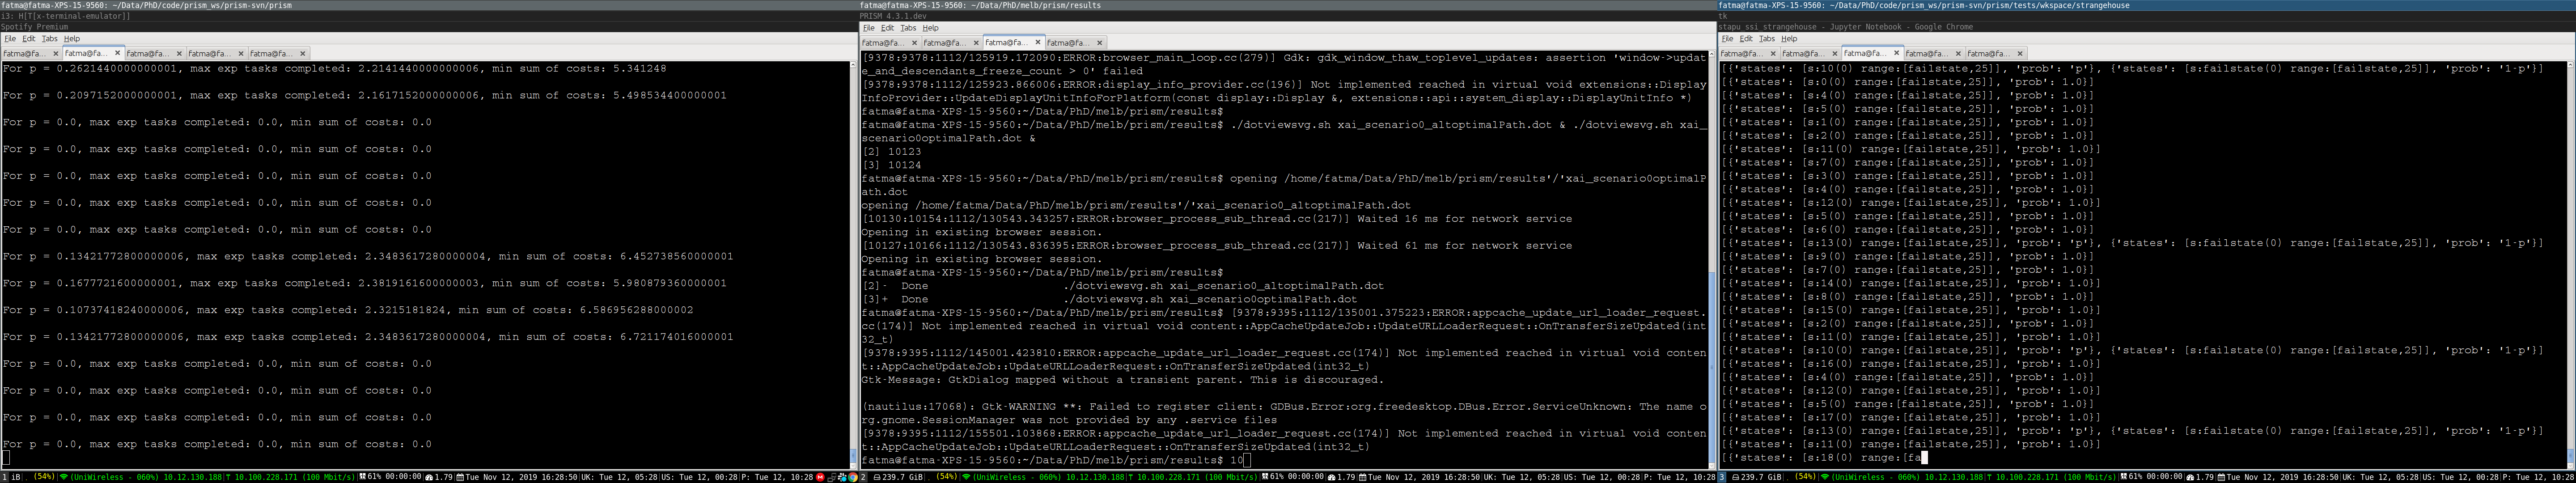 fatma@fatma-XPS-15-9560: ~/Data/PhD/code/prism_ws/prism-svn/prism
i3: H[T[x-terminal-emulator]]
Spotify Premium
File Edit Tabs Help
fatma@fa... × fatma@fa... × fatma@fa... × fatma@fa... × fatma@fa... ×
For p = 0.2621440000000001, max exp tasks completed: 2.2141440000000006, min sum of costs: 5.341248
For p = 0.2097152000000001, max exp tasks completed: 2.1617152000000006, min sum of costs: 5.498534400000001
For p = 0.0, max exp tasks completed: 0.0, min sum of costs: 0.0
For p = 0.0, max exp tasks completed: 0.0, min sum of costs: 0.0
For p = 0.0, max exp tasks completed: 0.0, min sum of costs: 0.0
For p = 0.0, max exp tasks completed: 0.0, min sum of costs: 0.0
For p = 0.0, max exp tasks completed: 0.0, min sum of costs: 0.0
For p = 0.13421772800000006, max exp tasks completed: 2.3483617280000004, min sum of costs: 6.452738560000001
For p = 0.1677721600000001, max exp tasks completed: 2.3819161600000003, min sum of costs: 5.980879360000001
For p = 0.10737418240000006, max exp tasks completed: 2.3215181824, min sum of costs: 6.586956280000002
For p = 0.13421772800000006, max exp tasks completed: 2.3483617280000004, min sum of costs: 6.721174016000001
For p = 0.0, max exp tasks completed: 0.0, min sum of costs: 0.0
For p = 0.0, max exp tasks completed: 0.0, min sum of costs: 0.0
For p = 0.0, max exp tasks completed: 0.0, min sum of costs: 0.0
For p = 0.0, max exp tasks completed: 0.0, min sum of costs: 0.0
1 iB (54%) (UniWireless - 060%) 10.12.130.188 T 10.100.228.171 (100 Mbit/s) 61% 00:00:00 1.79 Tue Nov 12, 2019 16:28:50 UK: Tue 12, 05:28 US: Tue 12, 00:28 P: Tue 12, 10:28
fatma@fatma-XPS-15-9560: ~/Data/PhD/melb/prism/results
PRISM 4.3.1.dev
File Edit Tabs Help
fatma@fa... × fatma@fa... × fatma@fa... × fatma@fa... ×
[9378:9378:1112/125919.172090:ERROR:browser_main_loop.cc(279)] Gdk: gdk_window_thaw_toplevel_updates: assertion 'window->updat
e_and_descendants_freeze_count > 0' failed
[9378:9378:1112/125923.866006:ERROR:display_info_provider.cc(196)] Not implemented reached in virtual void extensions::Display
InfoProvider::UpdateDisplayUnitInfoForPlatform(const display::Display &, extensions::api::system_display::DisplayUnitInfo *)
fatma@fatma-XPS-15-9560:~/Data/PhD/melb/prism/results$
fatma@fatma-XPS-15-9560:~/Data/PhD/melb/prism/results$ ./dotviewsvg.sh xai_scenario0_altoptimalPath.dot & ./dotviewsvg.sh xai_
scenario0optimalPath.dot &
[2] 10123
[3] 10124
fatma@fatma-XPS-15-9560:~/Data/PhD/melb/prism/results$ opening /home/fatma/Data/PhD/melb/prism/results'/'xai_scenario0optimalP
ath.dot
opening /home/fatma/Data/PhD/melb/prism/results'/'xai_scenario0_altoptimalPath.dot
[10130:10154:1112/130543.343257:ERROR:browser_process_sub_thread.cc(217)] Waited 16 ms for network service
Opening in existing browser session.
[10127:10166:1112/130543.836395:ERROR:browser_process_sub_thread.cc(217)] Waited 61 ms for network service
Opening in existing browser session.
fatma@fatma-XPS-15-9560:~/Data/PhD/melb/prism/results$
[2]- Done ./dotviewsvg.sh xai_scenario0_altoptimalPath.dot
[3]+ Done ./dotviewsvg.sh xai_scenario0optimalPath.dot
fatma@fatma-XPS-15-9560:~/Data/PhD/melb/prism/results$ [9378:9395:1112/135001.375223:ERROR:appcache_update_url_loader_request.
cc(174)] Not implemented reached in virtual void content::AppCacheUpdateJob::UpdateURLLoaderRequest::OnTransferSizeUpdated(int
32_t)
[9378:9395:1112/145001.423810:ERROR:appcache_update_url_loader_request.cc(174)] Not implemented reached in virtual void conten
t::AppCacheUpdateJob::UpdateURLLoaderRequest::OnTransferSizeUpdated(int32_t)
Gtk-Message: GtkDialog mapped without a transient parent. This is discouraged.
(nautilus:17068): Gtk-WARNING **: Failed to register client: GDBus.Error:org.freedesktop.DBus.Error.ServiceUnknown: The name o
rg.gnome.SessionManager was not provided by any .service files
[9378:9395:1112/155501.103868:ERROR:appcache_update_url_loader_request.cc(174)] Not implemented reached in virtual void conten
t::AppCacheUpdateJob::UpdateURLLoaderRequest::OnTransferSizeUpdated(int32_t)
fatma@fatma-XPS-15-9560:~/Data/PhD/melb/prism/results$ 10
2 239.7 GiB (54%) (UniWireless - 060%) 10.12.130.188 T 10.100.228.171 (100 Mbit/s) 61% 00:00:00 1.79 Tue Nov 12, 2019 16:28:50 UK: Tue 12, 05:28 US: Tue 12, 00:28 P: Tue 12, 10:28
fatma@fatma-XPS-15-9560: ~/Data/PhD/code/prism_ws/prism-svn/prism/tests/wkspace/strangehouse
tk
stapu_ssi_strangehouse - Jupyter Notebook - Google Chrome
File Edit Tabs Help
fatma@fa... × fatma@fa... × fatma@fa... × fatma@fa... × fatma@fa... ×
[{'states': [s:10(0) range:[failstate,25]], 'prob': 'p'}, {'states': [s:failstate(0) range:[failstate,25]], 'prob': '1-p'}]
[{'states': [s:0(0) range:[failstate,25]], 'prob': 1.0}]
[{'states': [s:4(0) range:[failstate,25]], 'prob': 1.0}]
[{'states': [s:5(0) range:[failstate,25]], 'prob': 1.0}]
[{'states': [s:1(0) range:[failstate,25]], 'prob': 1.0}]
[{'states': [s:2(0) range:[failstate,25]], 'prob': 1.0}]
[{'states': [s:11(0) range:[failstate,25]], 'prob': 1.0}]
[{'states': [s:7(0) range:[failstate,25]], 'prob': 1.0}]
[{'states': [s:3(0) range:[failstate,25]], 'prob': 1.0}]
[{'states': [s:4(0) range:[failstate,25]], 'prob': 1.0}]
[{'states': [s:12(0) range:[failstate,25]], 'prob': 1.0}]
[{'states': [s:5(0) range:[failstate,25]], 'prob': 1.0}]
[{'states': [s:6(0) range:[failstate,25]], 'prob': 1.0}]
[{'states': [s:13(0) range:[failstate,25]], 'prob': 'p'}, {'states': [s:failstate(0) range:[failstate,25]], 'prob': '1-p'}]
[{'states': [s:9(0) range:[failstate,25]], 'prob': 1.0}]
[{'states': [s:7(0) range:[failstate,25]], 'prob': 1.0}]
[{'states': [s:14(0) range:[failstate,25]], 'prob': 1.0}]
[{'states': [s:8(0) range:[failstate,25]], 'prob': 1.0}]
[{'states': [s:15(0) range:[failstate,25]], 'prob': 1.0}]
[{'states': [s:2(0) range:[failstate,25]], 'prob': 1.0}]
[{'states': [s:11(0) range:[failstate,25]], 'prob': 1.0}]
[{'states': [s:10(0) range:[failstate,25]], 'prob': 'p'}, {'states': [s:failstate(0) range:[failstate,25]], 'prob': '1-p'}]
[{'states': [s:16(0) range:[failstate,25]], 'prob': 1.0}]
[{'states': [s:4(0) range:[failstate,25]], 'prob': 1.0}]
[{'states': [s:12(0) range:[failstate,25]], 'prob': 1.0}]
[{'states': [s:5(0) range:[failstate,25]], 'prob': 1.0}]
[{'states': [s:17(0) range:[failstate,25]], 'prob': 1.0}]
[{'states': [s:13(0) range:[failstate,25]], 'prob': 'p'}, {'states': [s:failstate(0) range:[failstate,25]], 'prob': '1-p'}]
[{'states': [s:11(0) range:[failstate,25]], 'prob': 1.0}]
[{'states': [s:18(0) range:[fa
3 239.7 GiB (54%) (UniWireless - 060%) 10.12.130.188 T 10.100.228.171 (100 Mbit/s) 61% 00:00:00 1.79 Tue Nov 12, 2019 16:28:50 UK: Tue 12, 05:28 US: Tue 12, 00:28 P: Tue 12, 10:28